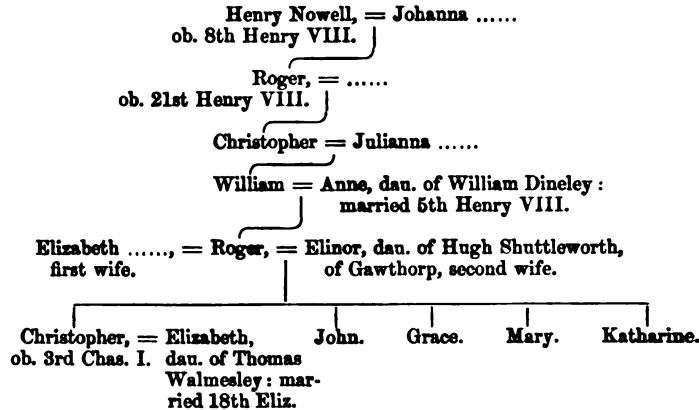 Henry Nowell, = Johanna ......
ob. 8th Henry VIII.
Roger, = ......
ob. 21st Henry VIII.
Christopher = Julianna ......
William = Anne, dau. of William Dineley :
married 5th Henry VIII.
Elizabeth ......, = Roger, = Elinor, dau. of Hugh Shuttleworth,
first wife. of Gawthorp, second wife.
Christopher, = Elizabeth, John. Grace. Mary. Katharine.
ob. 3rd Chas. I. dau. of Thomas
Walmesley : mar-
ried 18th Eliz.